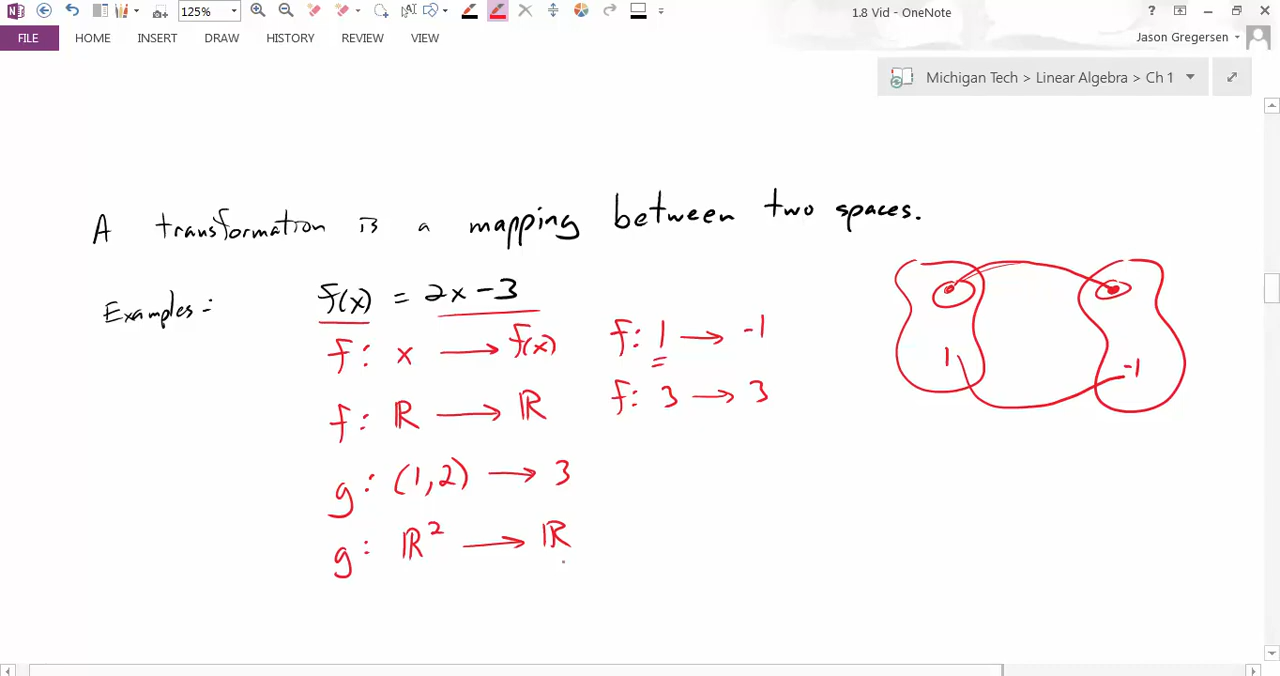 125%
1.8 Vid - OneNote
?
Jason Gregersen
FILE HOME INSERT DRAW HISTORY REVIEW VIEW
Michigan Tech > Linear Algebra > Ch 1
A transformation is a mapping between two spaces.
Examples: f(x) = 2x - 3
f: x → f(x) f: 1 → -1
f: ℝ → ℝ f: 3 → 3
g: (1,2) → 3
g: ℝ² → ℝ
1 -1